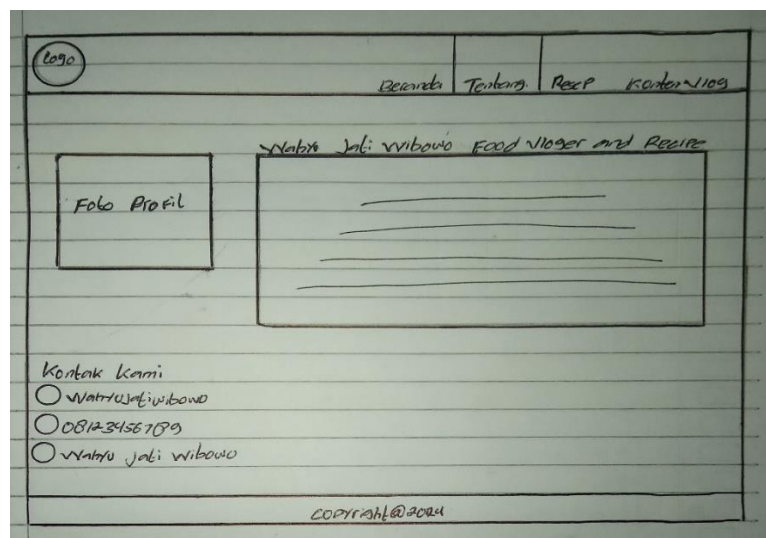 Logo
Beranda Tentang Resep Konten Vlog
Wahyu Jati Wibowo Food Vloger and Recipe
Foto Profil
Kontak Kami
Wahyujatiwibowo
08123456789
Wahyu Jati Wibowo
Copyright@2024